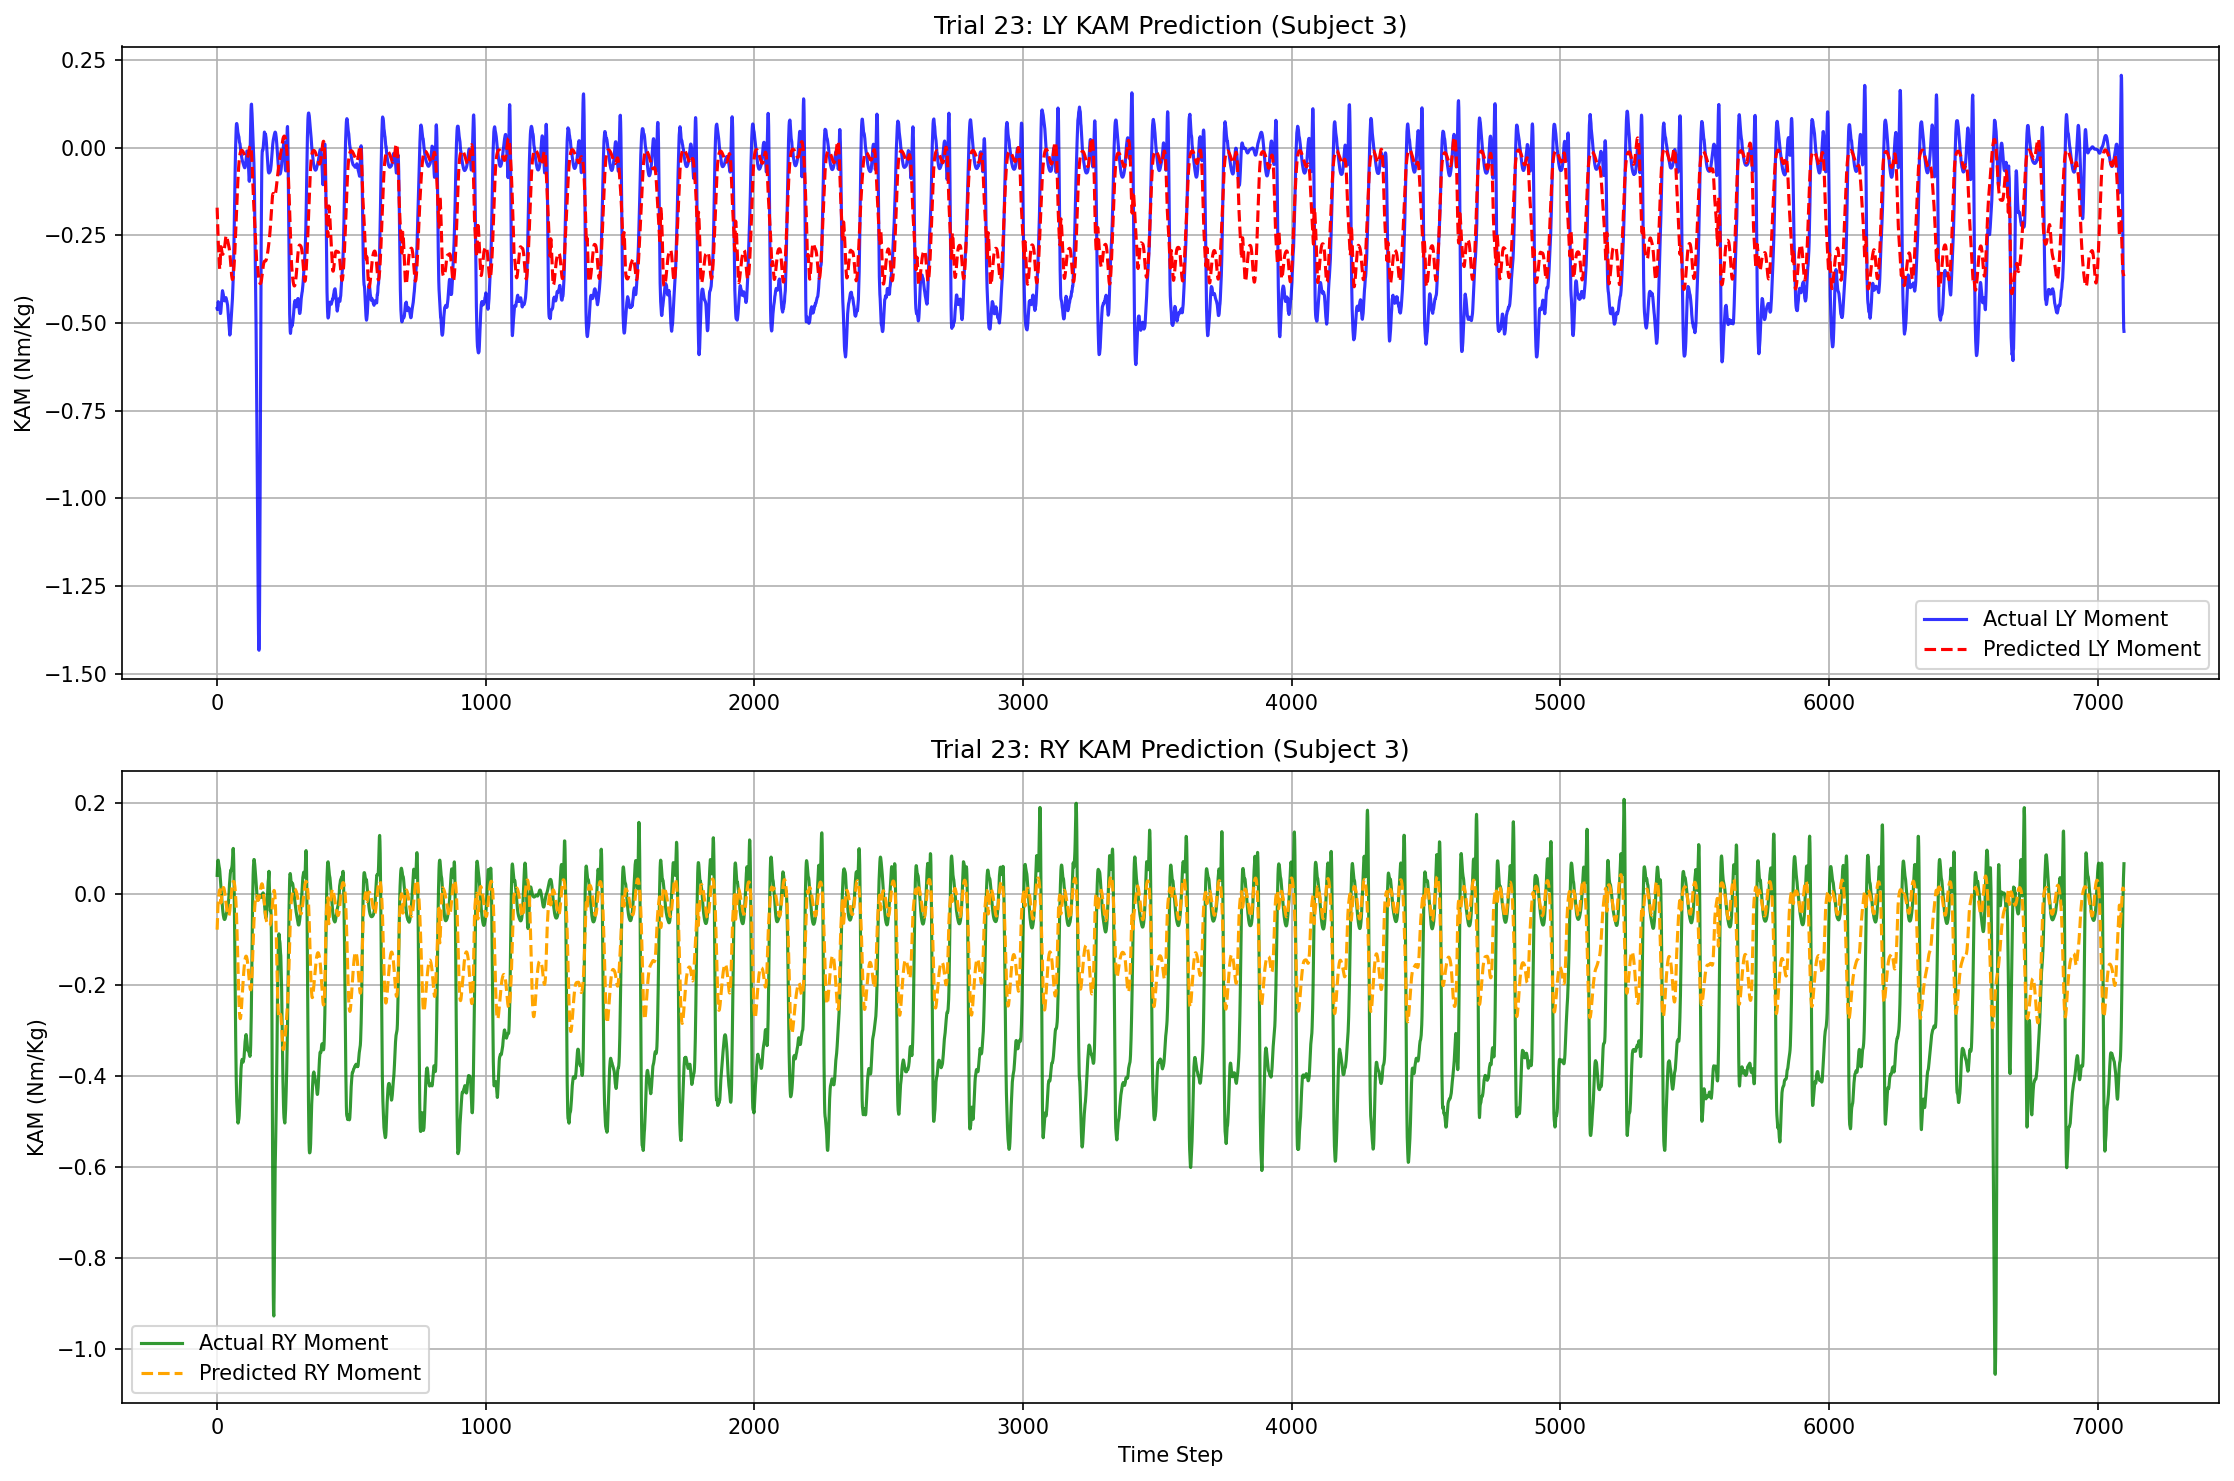 Trial 23: LY KAM Prediction (Subject 3)
KAM (Nm/Kg)
0.25
0.00
−0.25
−0.50
−0.75
−1.00
−1.25
−1.50
Actual LY Moment
Predicted LY Moment
0 1000 2000 3000 4000 5000 6000 7000
Trial 23: RY KAM Prediction (Subject 3)
KAM (Nm/Kg)
0.2
0.0
−0.2
−0.4
−0.6
−0.8
−1.0
Actual RY Moment
Predicted RY Moment
0 1000 2000 3000 4000 5000 6000 7000
Time Step